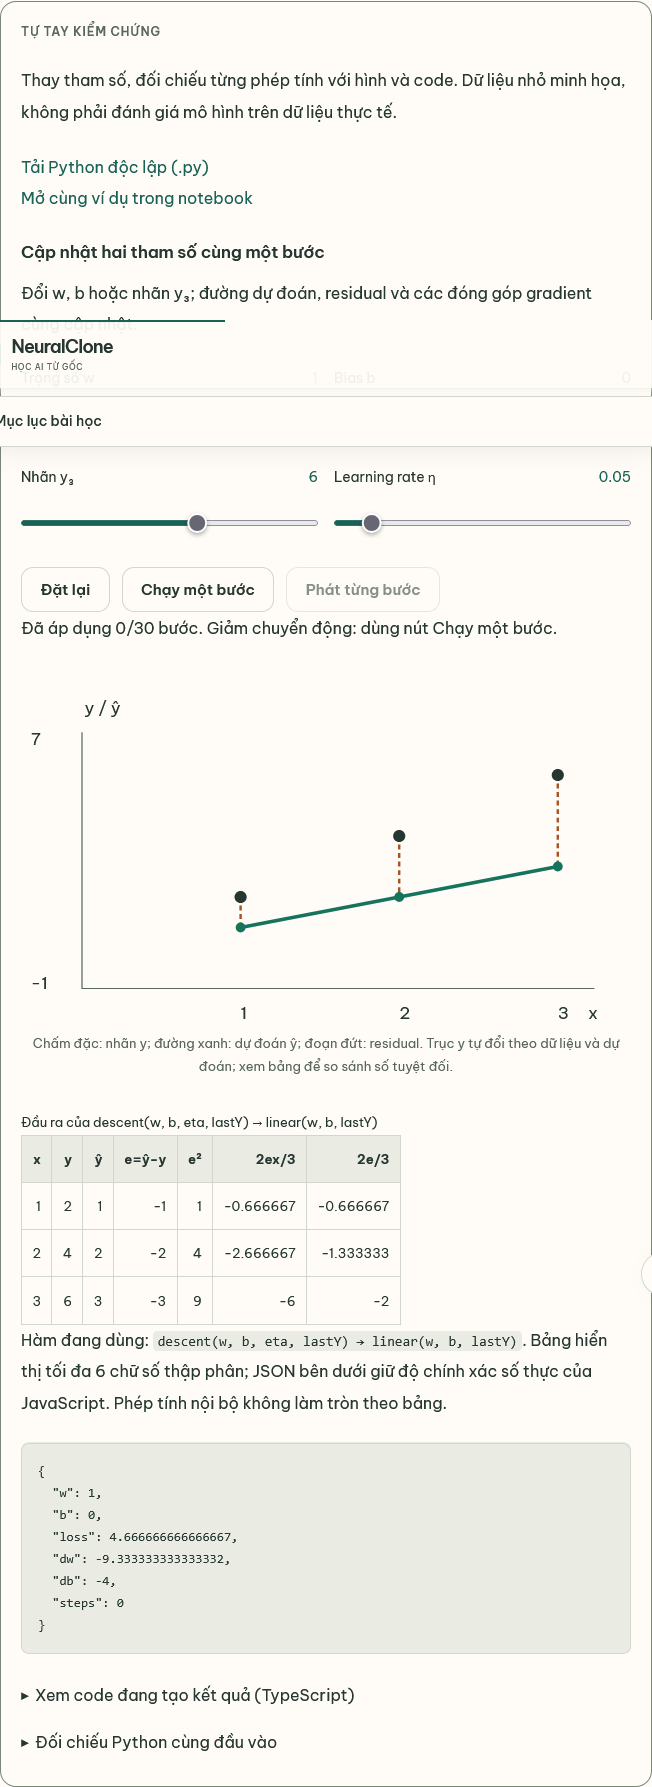 TỰ TAY KIỂM CHỨNG
Thay tham số, đối chiếu từng phép tính với hình và code. Dữ liệu nhỏ minh họa,
không phải đánh giá mô hình trên dữ liệu thực tế.
Tải Python độc lập (.py)
Mở cùng ví dụ trong notebook
Cập nhật hai tham số cùng một bước
Đổi w, b hoặc nhãn y₃; đường dự đoán, residual và các đóng góp gradient
cùng cập nhật.
NeuralClone
HỌC AI TỪ GỐC
Trọng số w 1 Bias b 0
Mục lục bài học
Nhãn y₃ 6 Learning rate η 0.05
Đặt lại Chạy một bước Phát từng bước
Đã áp dụng 0/30 bước. Giảm chuyển động: dùng nút Chạy một bước.
y / ŷ
7
-1
1 2 3 x
Chấm đặc: nhãn y; đường xanh: dự đoán ŷ; đoạn đứt: residual. Trục y tự đổi theo dữ liệu và dự
đoán; xem bảng để so sánh số tuyệt đối.
Đầu ra của descent(w, b, eta, lastY) → linear(w, b, lastY)
x y ŷ e=ŷ-y e² 2ex/3 2e/3
1 2 1 -1 1 -0.666667 -0.666667
2 4 2 -2 4 -2.666667 -1.333333
3 6 3 -3 9 -6 -2
Hàm đang dùng: descent(w, b, eta, lastY) → linear(w, b, lastY). Bảng hiển
thị tối đa 6 chữ số thập phân; JSON bên dưới giữ độ chính xác số thực của
JavaScript. Phép tính nội bộ không làm tròn theo bảng.
{
"w": 1,
"b": 0,
"loss": 4.666666666666667,
"dw": -9.333333333333332,
"db": -4,
"steps": 0
}
▸ Xem code đang tạo kết quả (TypeScript)
▸ Đối chiếu Python cùng đầu vào